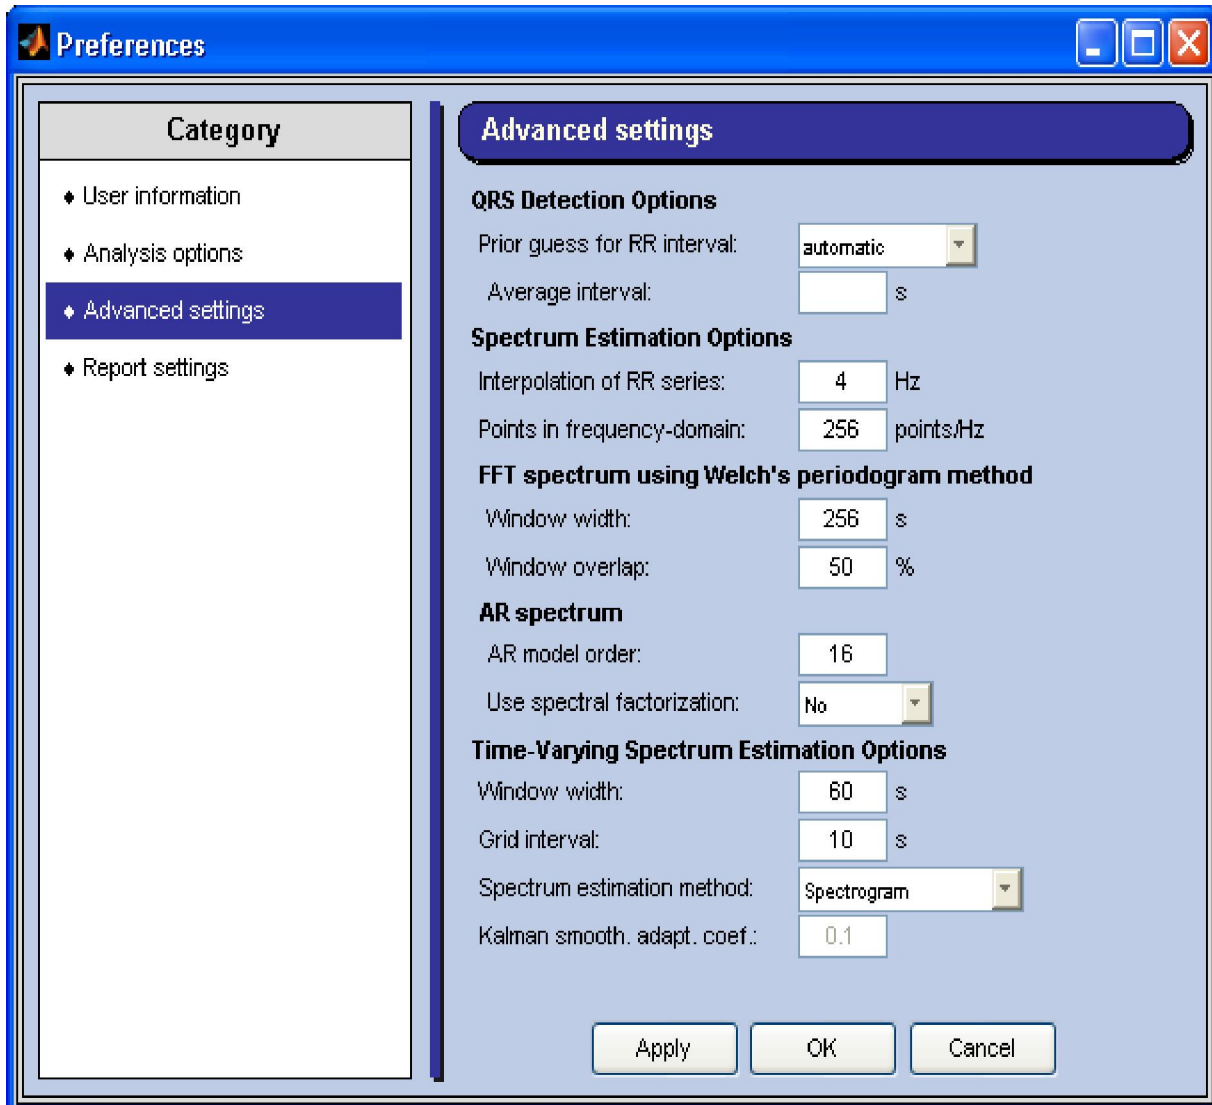 Preferences
Category
User information
Analysis options
Advanced settings
Report settings
Advanced settings
QRS Detection Options
Prior guess for RR interval: automatic
Average interval: s
Spectrum Estimation Options
Interpolation of RR series: 4 Hz
Points in frequency-domain: 256 points/Hz
FFT spectrum using Welch's periodogram method
Window width: 256 s
Window overlap: 50 %
AR spectrum
AR model order: 16
Use spectral factorization: No
Time-Varying Spectrum Estimation Options
Window width: 60 s
Grid interval: 10 s
Spectrum estimation method: Spectrogram
Kalman smooth. adapt. coef.: 0.1
Apply OK Cancel